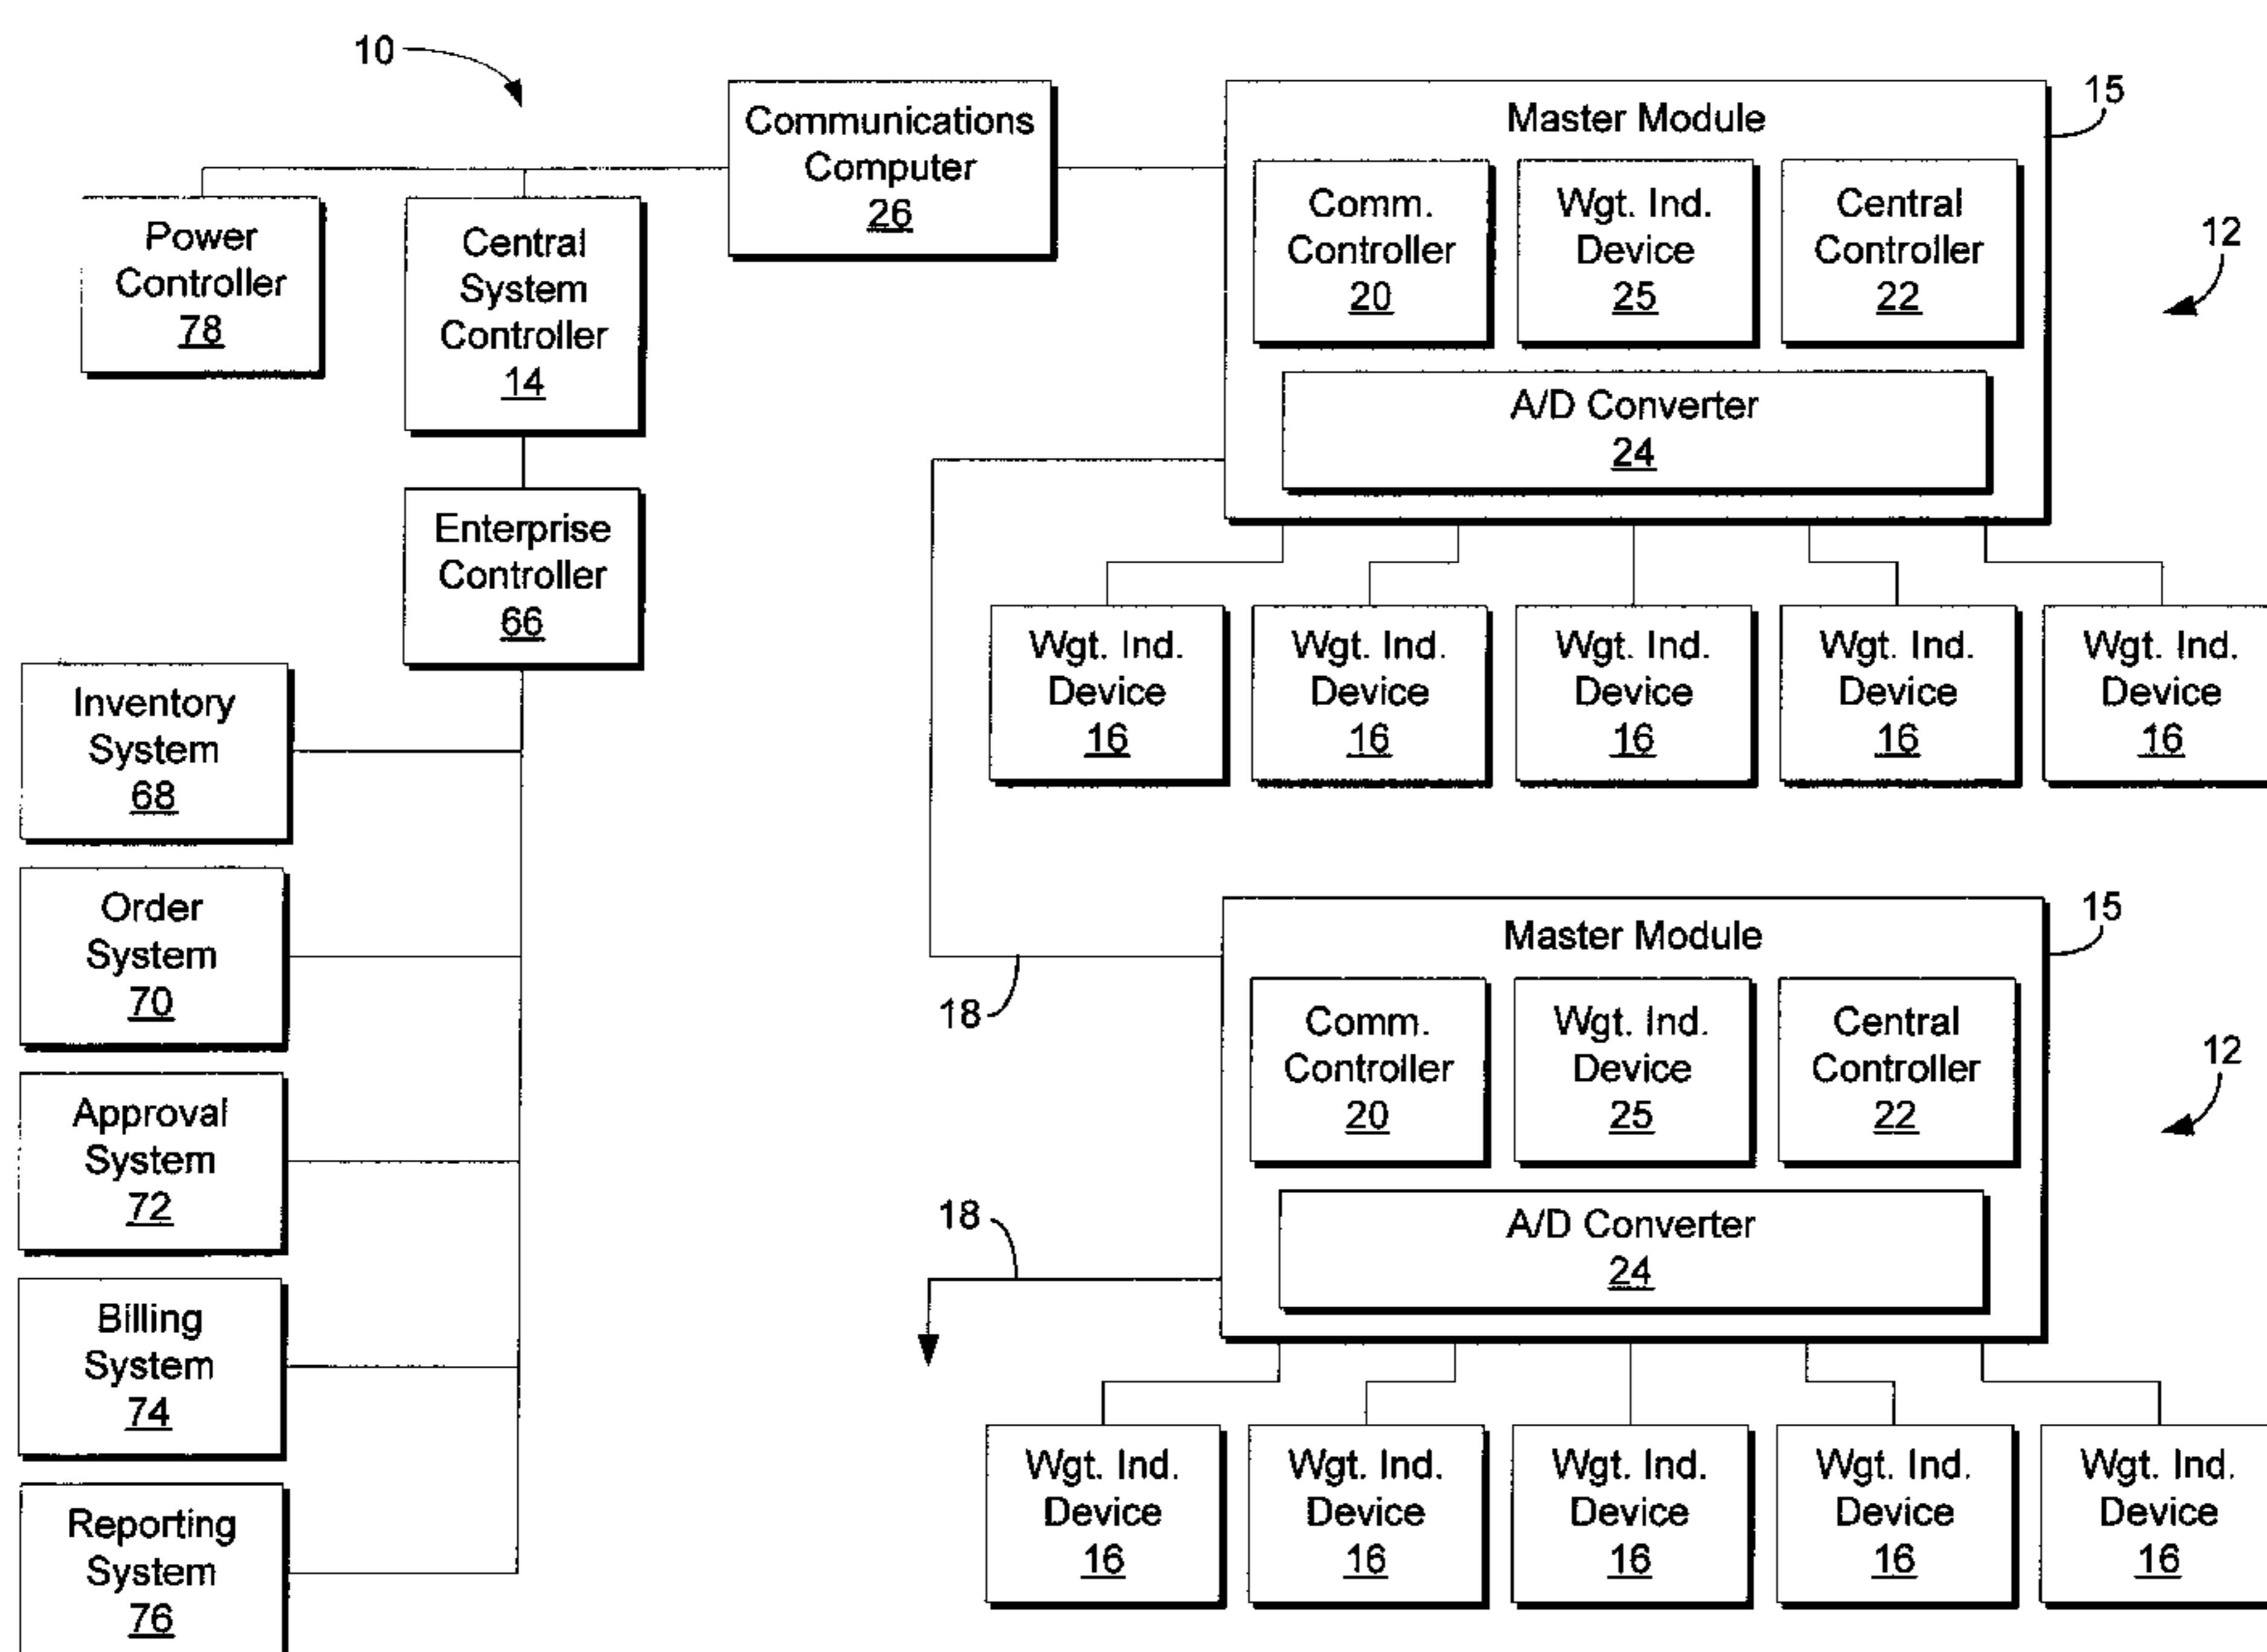 10
Communications
Computer
26
Power
Controller
78
Central
System
Controller
14
Enterprise
Controller
66
Inventory
System
68
Order
System
70
Approval
System
72
Billing
System
74
Reporting
System
76
Master Module
15
Comm.
Controller
20
Wgt. Ind.
Device
25
Central
Controller
22
12
A/D Converter
24
Wgt. Ind.
Device
16
Wgt. Ind.
Device
16
Wgt. Ind.
Device
16
Wgt. Ind.
Device
16
Wgt. Ind.
Device
16
18
Master Module
15
Comm.
Controller
20
Wgt. Ind.
Device
25
Central
Controller
22
12
A/D Converter
24
18
Wgt. Ind.
Device
16
Wgt. Ind.
Device
16
Wgt. Ind.
Device
16
Wgt. Ind.
Device
16
Wgt. Ind.
Device
16